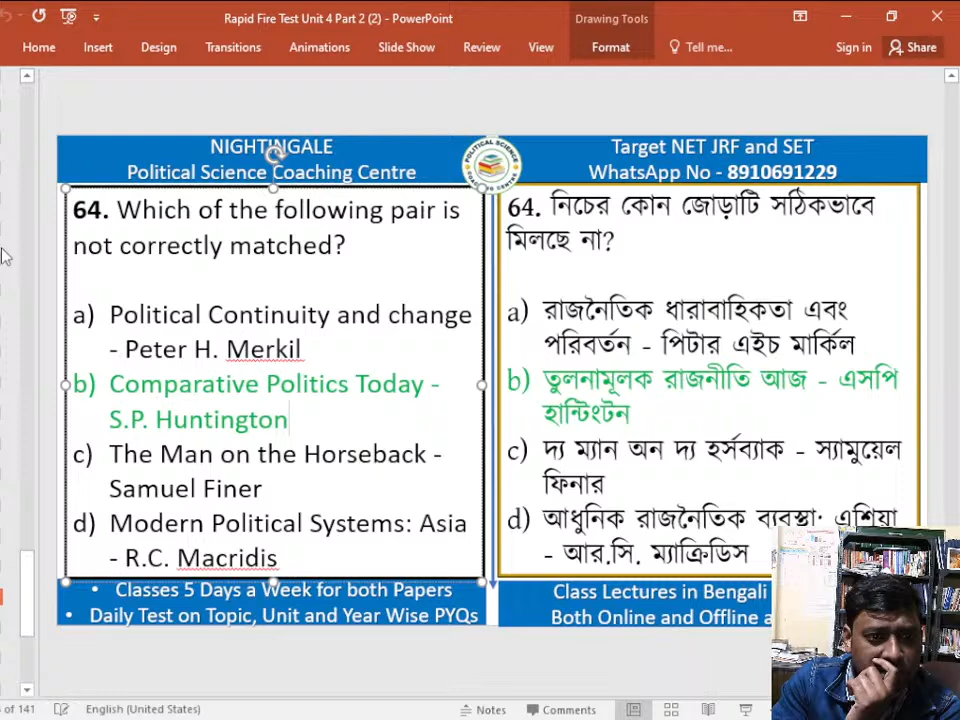 Rapid Fire Test Unit 4 Part 2 (2) - PowerPoint
Drawing Tools
Home Insert Design Transitions Animations Slide Show Review View Format Tell me... Sign in Share
NIGHTINGALE
Political Science Coaching Centre
POLITICAL SCIENCE
COACHING CENTRE
Target NET JRF and SET
WhatsApp No - 8910691229
64. Which of the following pair is
not correctly matched?
a) Political Continuity and change
- Peter H. Merkil
b) Comparative Politics Today -
S.P. Huntington
c) The Man on the Horseback -
Samuel Finer
d) Modern Political Systems: Asia
- R.C. Macridis
64. নিচের কোন জোড়াটি সঠিকভাবে
মিলছে না?
a) রাজনৈতিক ধারাবাহিকতা এবং
পরিবর্তন - পিটার এইচ মার্কিল
b) তুলনামূলক রাজনীতি আজ - এসপি
হান্টিংটন
c) দ্য ম্যান অন দ্য হর্সব্যাক - স্যামুয়েল
ফিনার
d) আধুনিক রাজনৈতিক ব্যবস্থা: এশিয়া
- আর.সি. ম্যাক্রিডিস
• Classes 5 Days a Week for both Papers
• Daily Test on Topic, Unit and Year Wise PYQs
Class Lectures in Bengali
Both Online and Offline
of 141 English (United States) Notes Comments